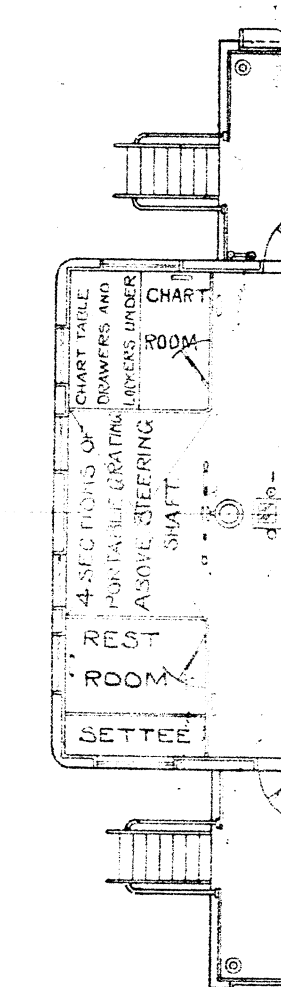 CHART TABLE
DRAWERS AND
LOCKERS UNDER
CHART
ROOM
4 SECTIONS OF
PORTABLE GRATING
ABOVE STEERING
SHAFT
REST
ROOM
SETTEE